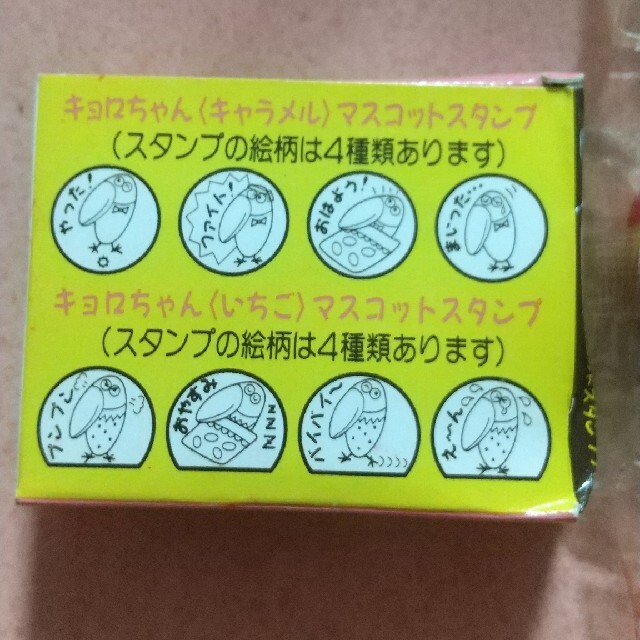 キョロちゃん〈キャラメル〉マスコットスタンプ
(スタンプの絵柄は4種類あります)
やった!
ファイト!
おはよう!
まいった…
キョロちゃん〈いちご〉マスコットスタンプ
(スタンプの絵柄は4種類あります)
プンプン
おやすみ
ZZZ
バイバイ〜
え〜ん